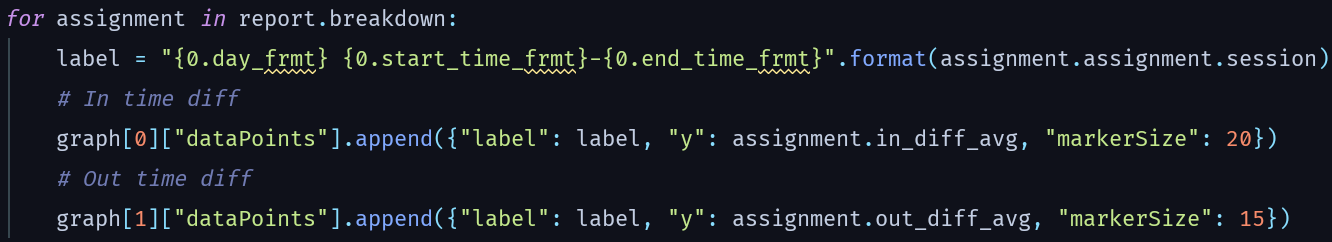 for assignment in report.breakdown:
    label = "{0.day_frmt} {0.start_time_frmt}-{0.end_time_frmt}".format(assignment.assignment.session)
    # In time diff
    graph[0]["dataPoints"].append({"label": label, "y": assignment.in_diff_avg, "markerSize": 20})
    # Out time diff
    graph[1]["dataPoints"].append({"label": label, "y": assignment.out_diff_avg, "markerSize": 15})